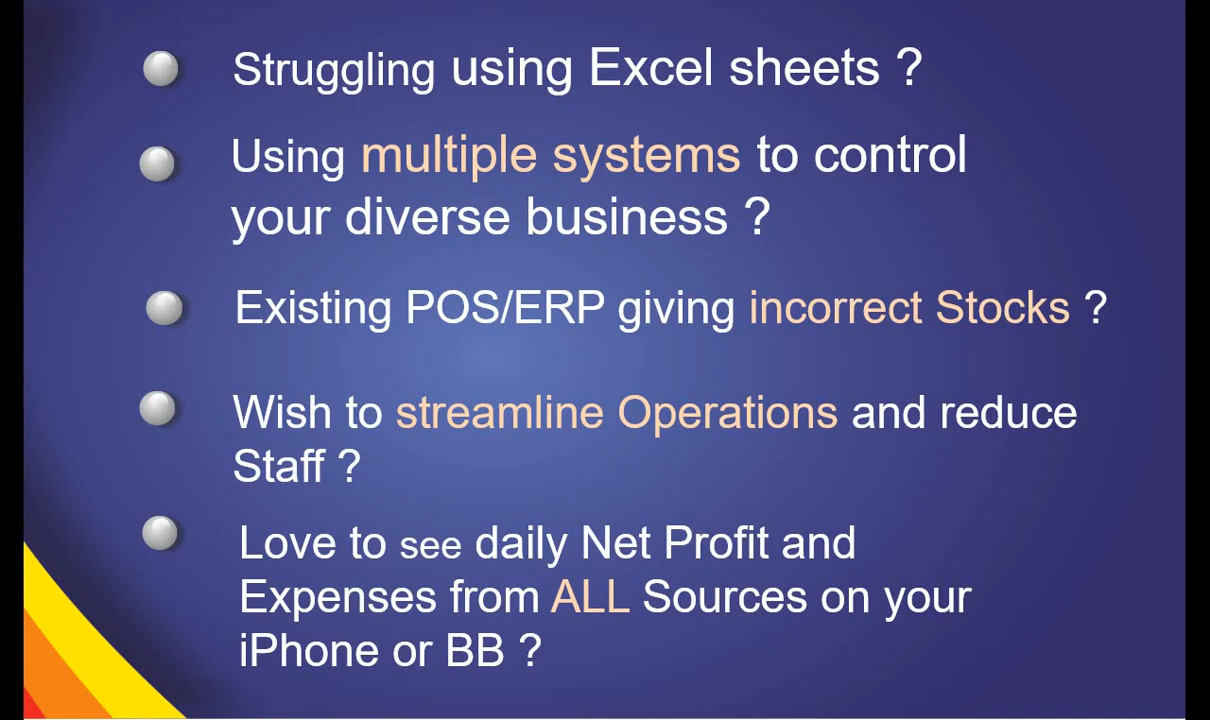 Struggling using Excel sheets ?
Using multiple systems to control
your diverse business ?
Existing POS/ERP giving incorrect Stocks ?
Wish to streamline Operations and reduce
Staff ?
Love to see daily Net Profit and
Expenses from ALL Sources on your
iPhone or BB ?